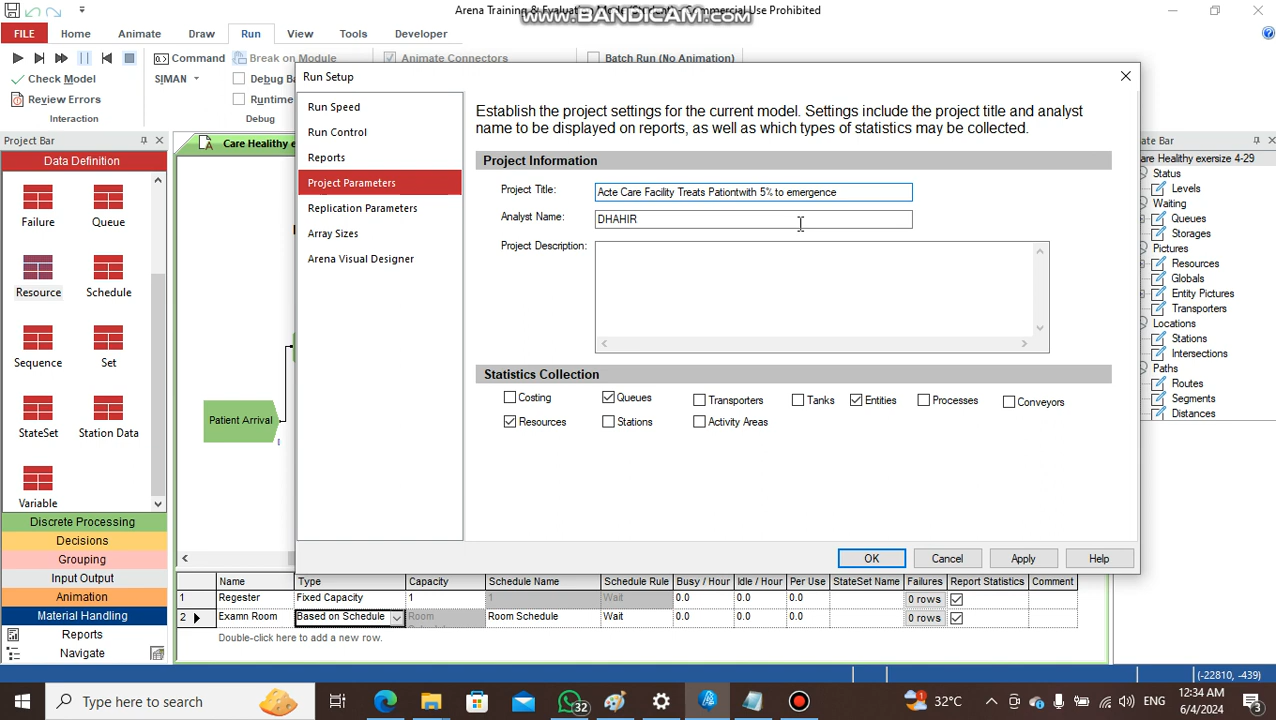 Arena Training & Evaluation Mode
Commercial Use Prohibited
www.BANDICAM.com
FILE
Home
Animate
Draw
Run
View
Tools
Developer
Command
Break on Module
Animate Connectors
Batch Run (No Animation)
Check Model
SIMAN
Debug Ba
Review Errors
Runtime
Interaction
Debug
Project Bar
Data Definition
Failure
Queue
Resource
Schedule
Sequence
Set
StateSet
Station Data
Variable
Discrete Processing
Decisions
Grouping
Input Output
Animation
Material Handling
Reports
Navigate
Care Healthy e
Patient Arrival
Run Setup
Run Speed
Run Control
Reports
Project Parameters
Replication Parameters
Array Sizes
Arena Visual Designer
Establish the project settings for the current model. Settings include the project title and analyst
name to be displayed on reports, as well as which types of statistics may be collected.
Project Information
Project Title:
Acte Care Facility Treats Pationtwith 5% to emergence
Analyst Name:
DHAHIR
Project Description:
Statistics Collection
Costing
Queues
Transporters
Tanks
Entities
Processes
Conveyors
Resources
Stations
Activity Areas
OK
Cancel
Apply
Help
ate Bar
are Healthy exersize 4-29
Status
Levels
Waiting
Queues
Storages
Pictures
Resources
Globals
Entity Pictures
Transporters
Locations
Stations
Intersections
Paths
Routes
Segments
Distances
Name
Type
Capacity
Schedule Name
Schedule Rule
Busy / Hour
Idle / Hour
Per Use
StateSet Name
Failures
Report Statistics
Comment
1 Regester Fixed Capacity 1 1 Wait 0.0 0.0 0.0 0 rows
2 Examn Room Based on Schedule Room Room Schedule Wait 0.0 0.0 0.0 0 rows
Double-click here to add a new row.
(-22810, -439)
Type here to search
32
32°C
ENG
12:34 AM
6/4/2024
3